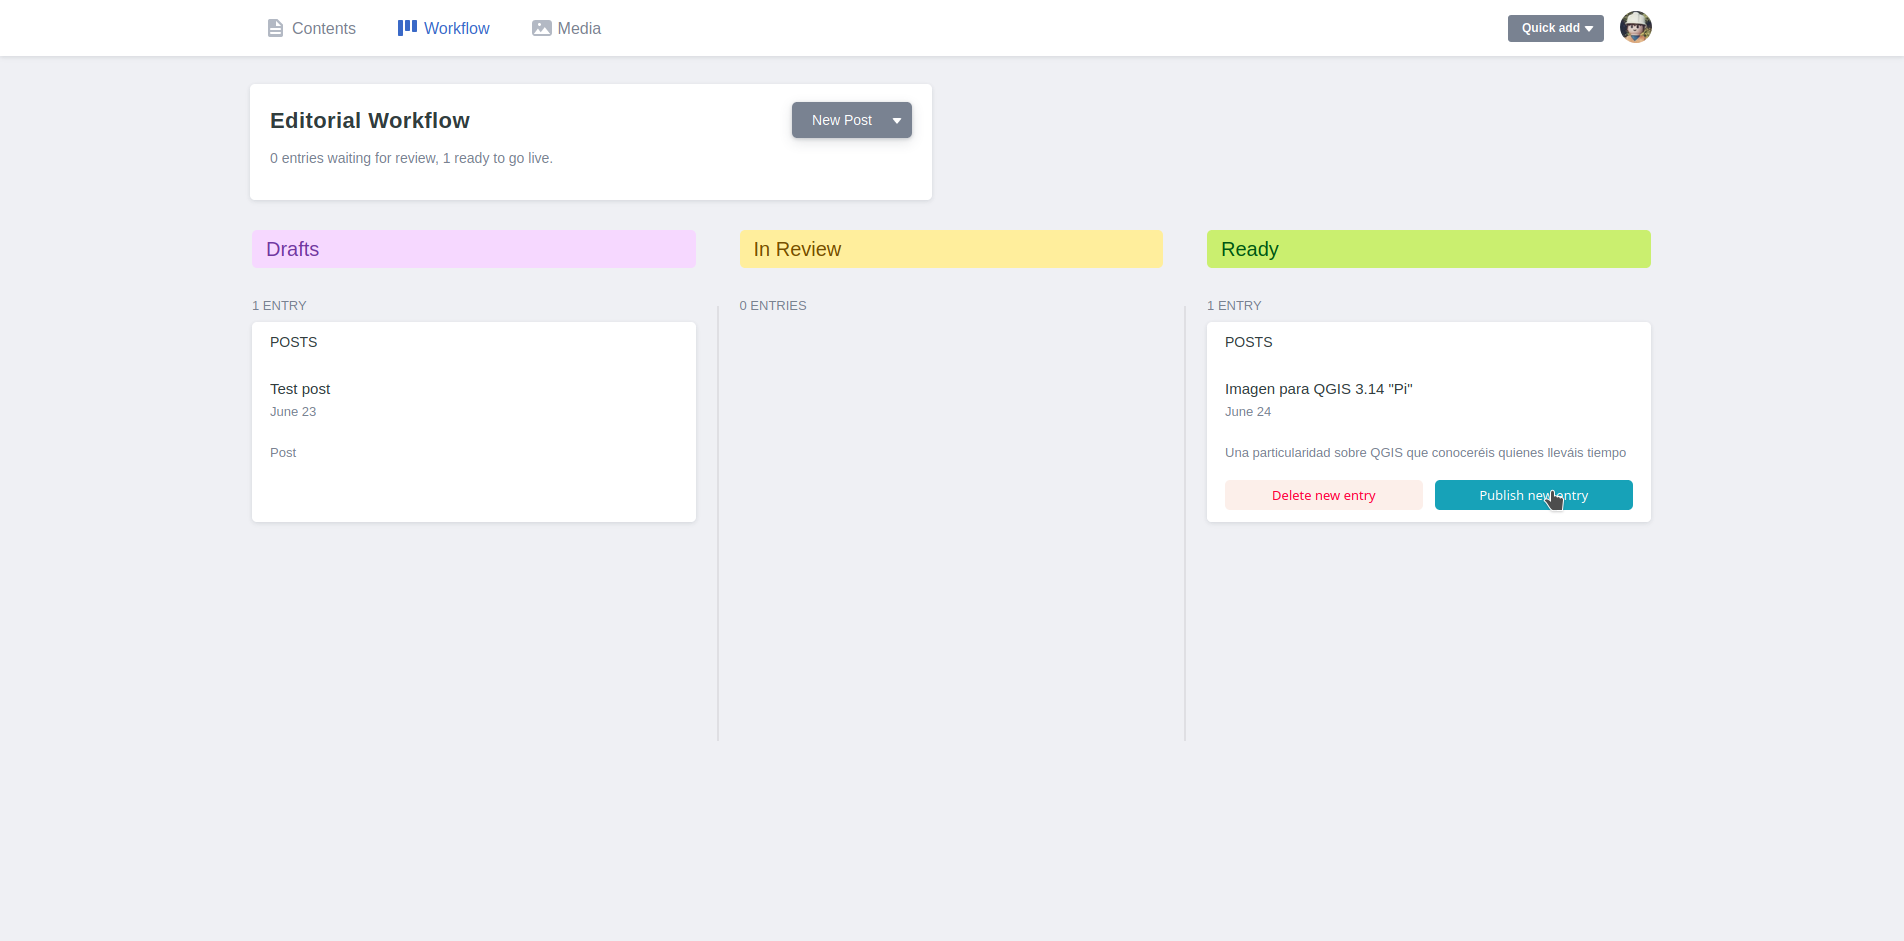 Contents
Workflow
Media
Quick add
Editorial Workflow
New Post
0 entries waiting for review, 1 ready to go live.
Drafts
In Review
Ready
1 ENTRY
0 ENTRIES
1 ENTRY
POSTS
Test post
June 23
Post
POSTS
Imagen para QGIS 3.14 "Pi"
June 24
Una particularidad sobre QGIS que conoceréis quienes lleváis tiempo
Delete new entry
Publish new entry